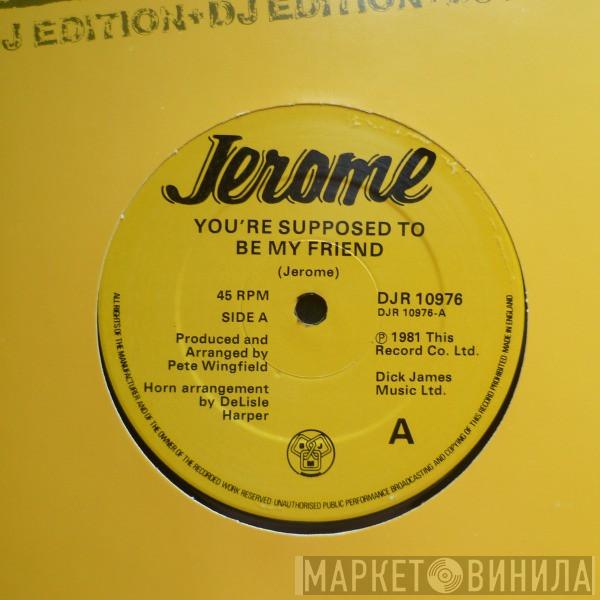 J EDITION + DJ EDITION
Jerome
YOU'RE SUPPOSED TO
BE MY FRIEND
(Jerome)
45 RPM
SIDE A
Produced and
Arranged by
Pete Wingfield
Horn arrangement
by DeLisle
Harper
DJR 10976
DJR 10976-A
Ⓟ 1981 This
Record Co. Ltd.
Dick James
Music Ltd.
A
ALL RIGHTS OF THE MANUFACTURER AND OF THE OWNER OF THE RECORDED WORK RESERVED. UNAUTHORISED PUBLIC PERFORMANCE BROADCASTING AND COPYING OF THIS RECORD PROHIBITED MADE IN ENGLAND
МАРКЕТ ВИНИЛА